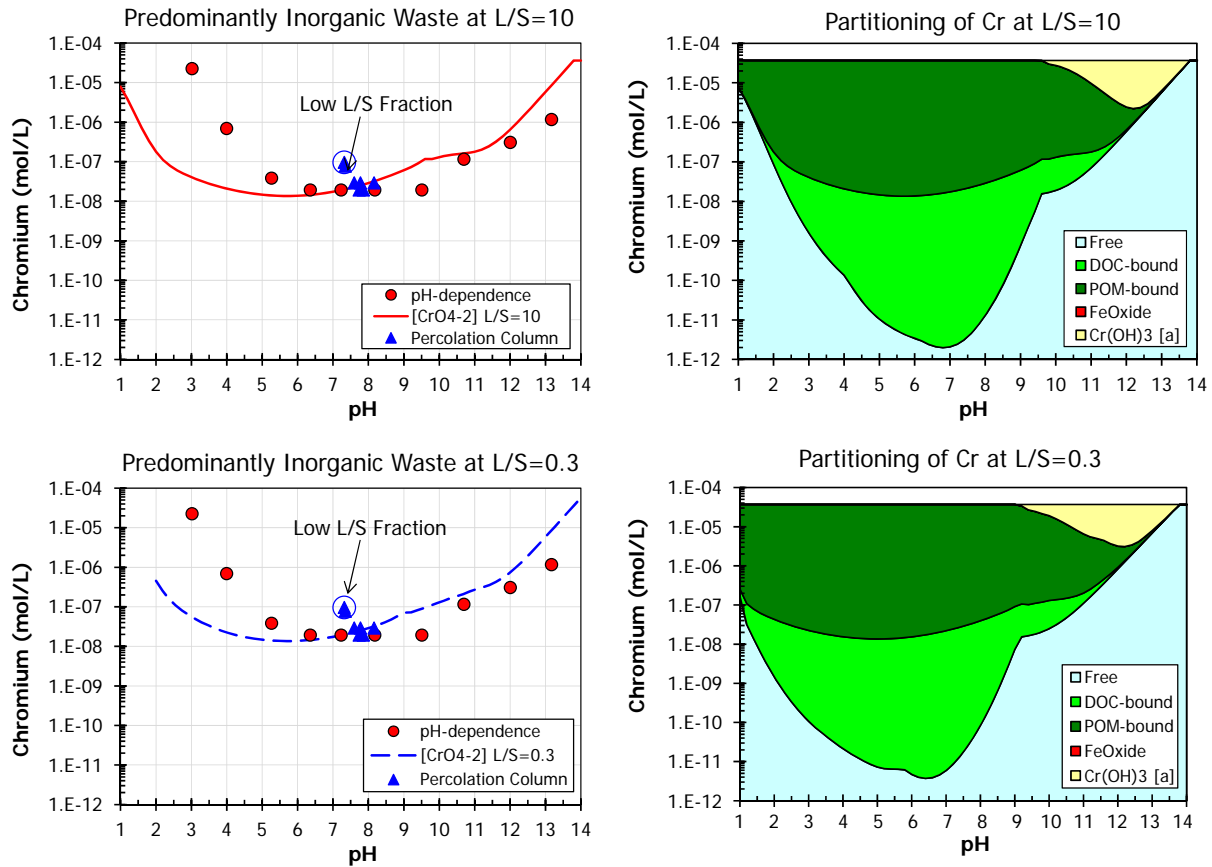 Predominantly Inorganic Waste at L/S=10
Chromium (mol/L)
1.E-04
1.E-05
1.E-06
1.E-07
1.E-08
1.E-09
1.E-10
1.E-11
1.E-12
Low L/S Fraction
pH-dependence
[CrO4-2] L/S=10
Percolation Column
1 2 3 4 5 6 7 8 9 10 11 12 13 14
pH
Partitioning of Cr at L/S=10
Chromium (mol/L)
1.E-04
1.E-05
1.E-06
1.E-07
1.E-08
1.E-09
1.E-10
1.E-11
1.E-12
Free
DOC-bound
POM-bound
FeOxide
Cr(OH)3 [a]
1 2 3 4 5 6 7 8 9 10 11 12 13 14
pH
Predominantly Inorganic Waste at L/S=0.3
Chromium (mol/L)
1.E-04
1.E-05
1.E-06
1.E-07
1.E-08
1.E-09
1.E-10
1.E-11
1.E-12
Low L/S Fraction
pH-dependence
[CrO4-2] L/S=0.3
Percolation Column
1 2 3 4 5 6 7 8 9 10 11 12 13 14
pH
Partitioning of Cr at L/S=0.3
Chromium (mol/L)
1.E-04
1.E-05
1.E-06
1.E-07
1.E-08
1.E-09
1.E-10
1.E-11
1.E-12
Free
DOC-bound
POM-bound
FeOxide
Cr(OH)3 [a]
1 2 3 4 5 6 7 8 9 10 11 12 13 14
pH